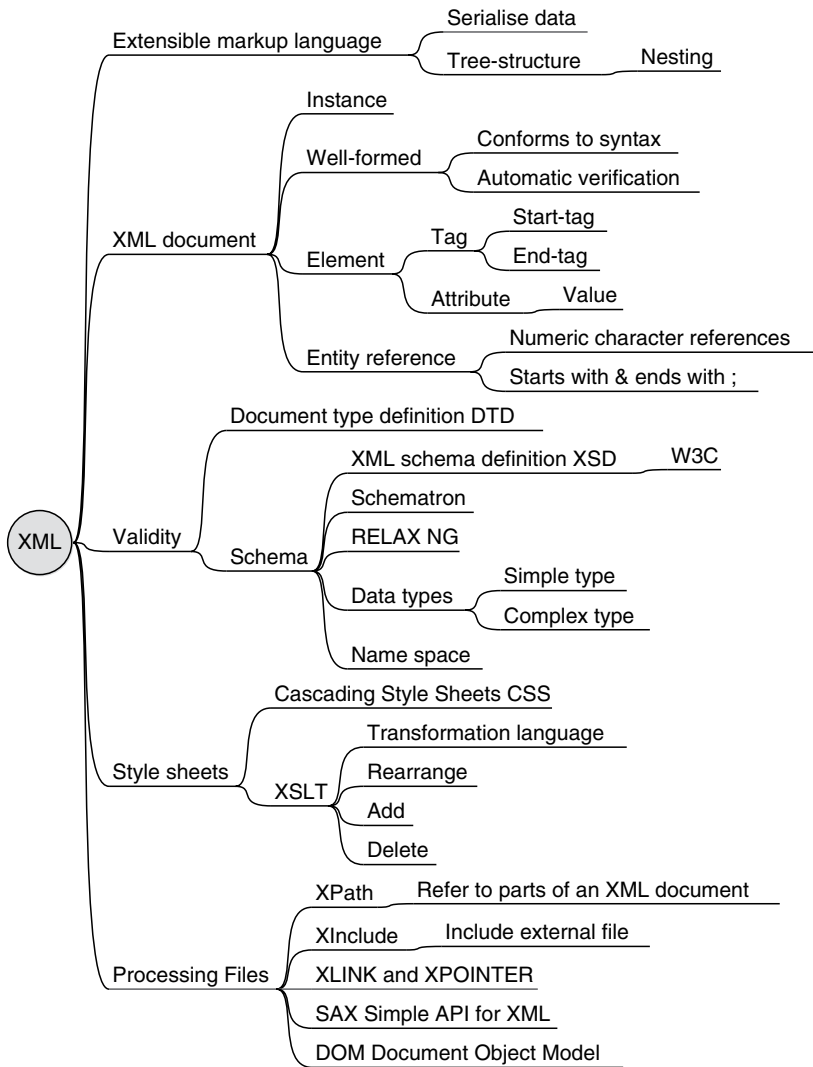 Serialise data
Extensible markup language
Tree-structure
Nesting
Instance
Conforms to syntax
Well-formed
Automatic verification
Start-tag
Tag
XML document
End-tag
Element
Attribute
Value
Numeric character references
Entity reference
Starts with & ends with ;
Document type definition DTD
XML schema definition XSD
W3C
Schematron
XML
Validity
RELAX NG
Schema
Simple type
Data types
Complex type
Name space
Cascading Style Sheets CSS
Transformation language
Style sheets
Rearrange
XSLT
Add
Delete
XPath
Refer to parts of an XML document
XInclude
Include external file
Processing Files
XLINK and XPOINTER
SAX Simple API for XML
DOM Document Object Model